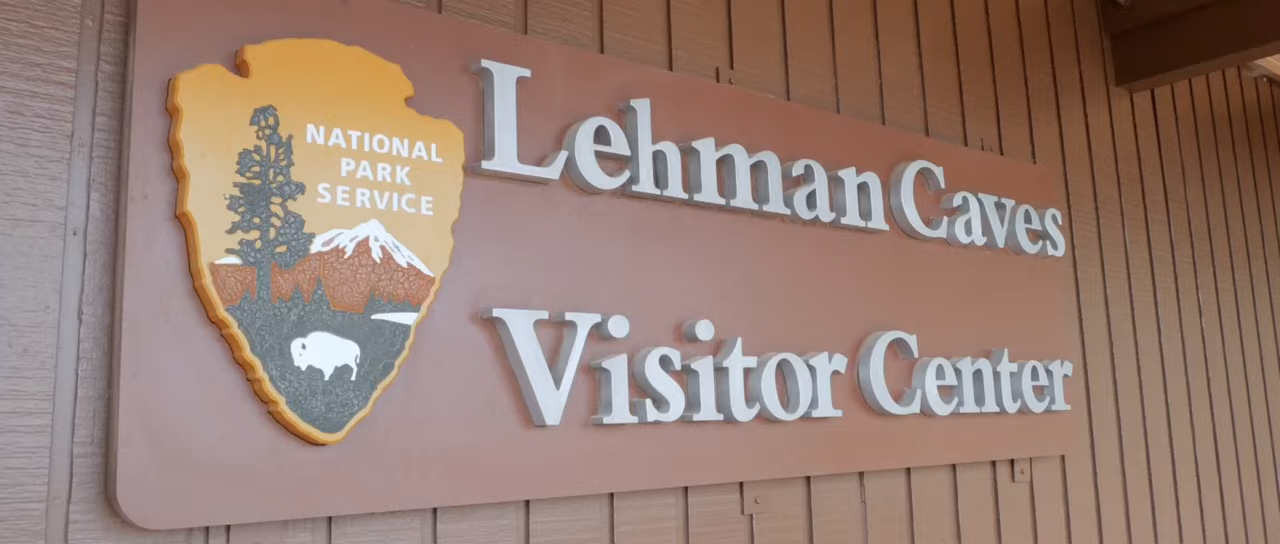 NATIONAL
PARK
SERVICE
Lehman Caves
Visitor Center